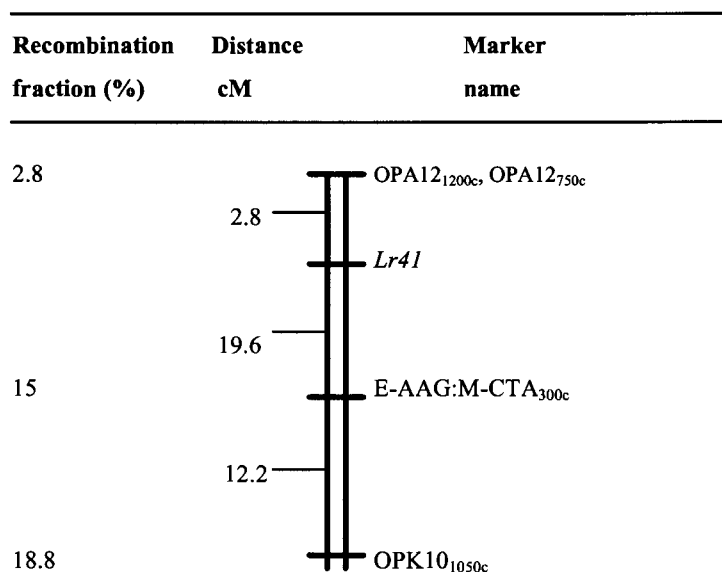 Recombination Distance Marker
fraction (%) cM name
2.8 OPA12₁₂₀₀c, OPA12₇₅₀c
2.8
Lr41
19.6
15 E-AAG:M-CTA₃₀₀c
12.2
18.8 OPK10₁₀₅₀c